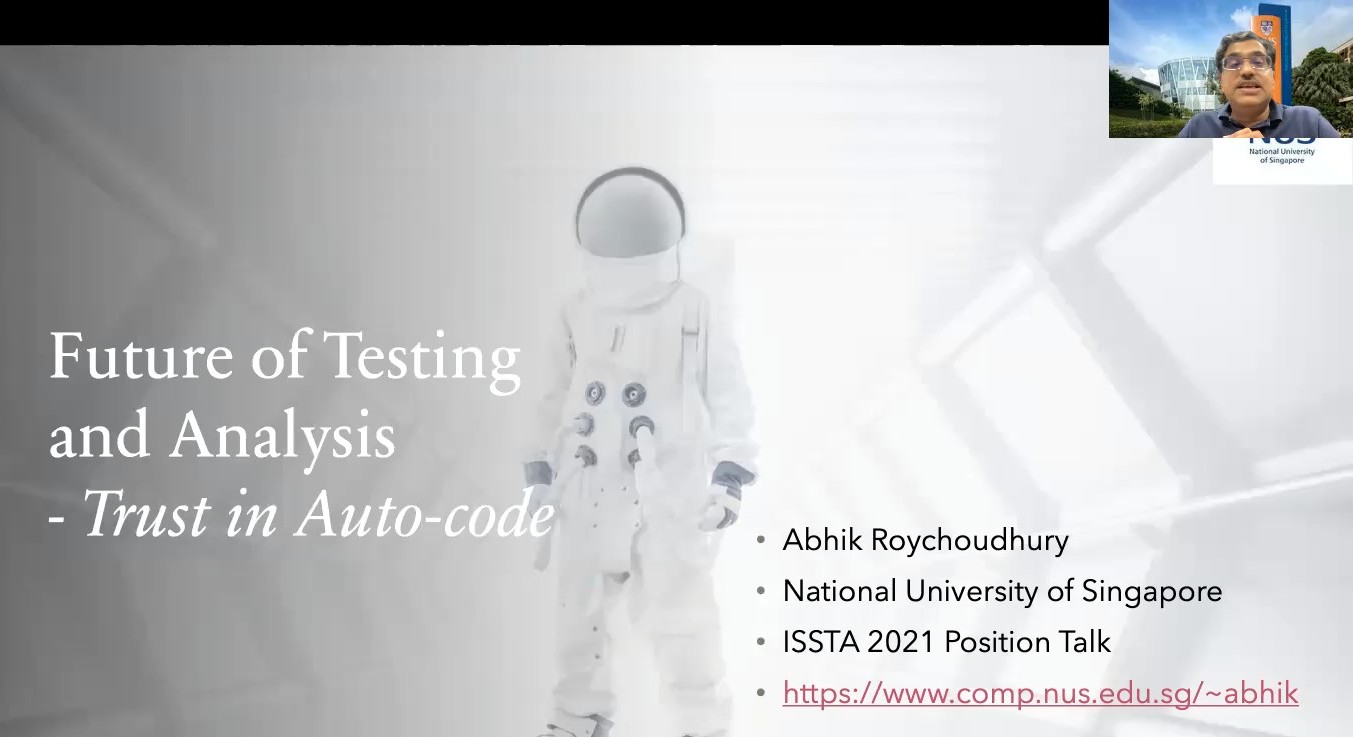 Future of Testing
and Analysis
- Trust in Auto-code
NUS
National University
of Singapore
• Abhik Roychoudhury
• National University of Singapore
• ISSTA 2021 Position Talk
• https://www.comp.nus.edu.sg/~abhik